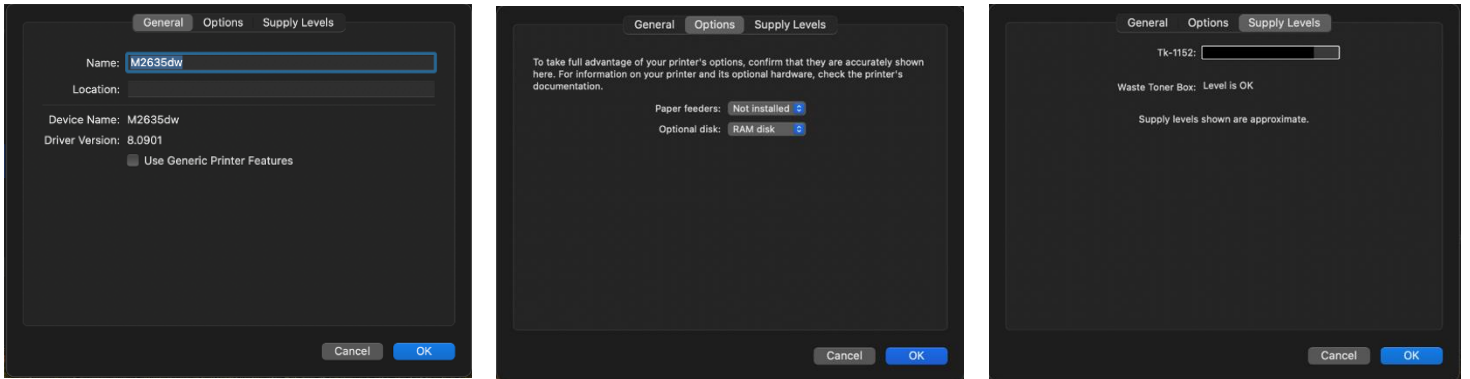 General Options Supply Levels
Name: M2635dw
Location:
Device Name: M2635dw
Driver Version: 8.0901
Use Generic Printer Features
Cancel OK
General Options Supply Levels
To take full advantage of your printer's options, confirm that they are accurately shown
here. For information on your printer and its optional hardware, check the printer's
documentation.
Paper feeders: Not installed
Optional disk: RAM disk
Cancel OK
General Options Supply Levels
Tk-1152:
Waste Toner Box: Level is OK
Supply levels shown are approximate.
Cancel OK